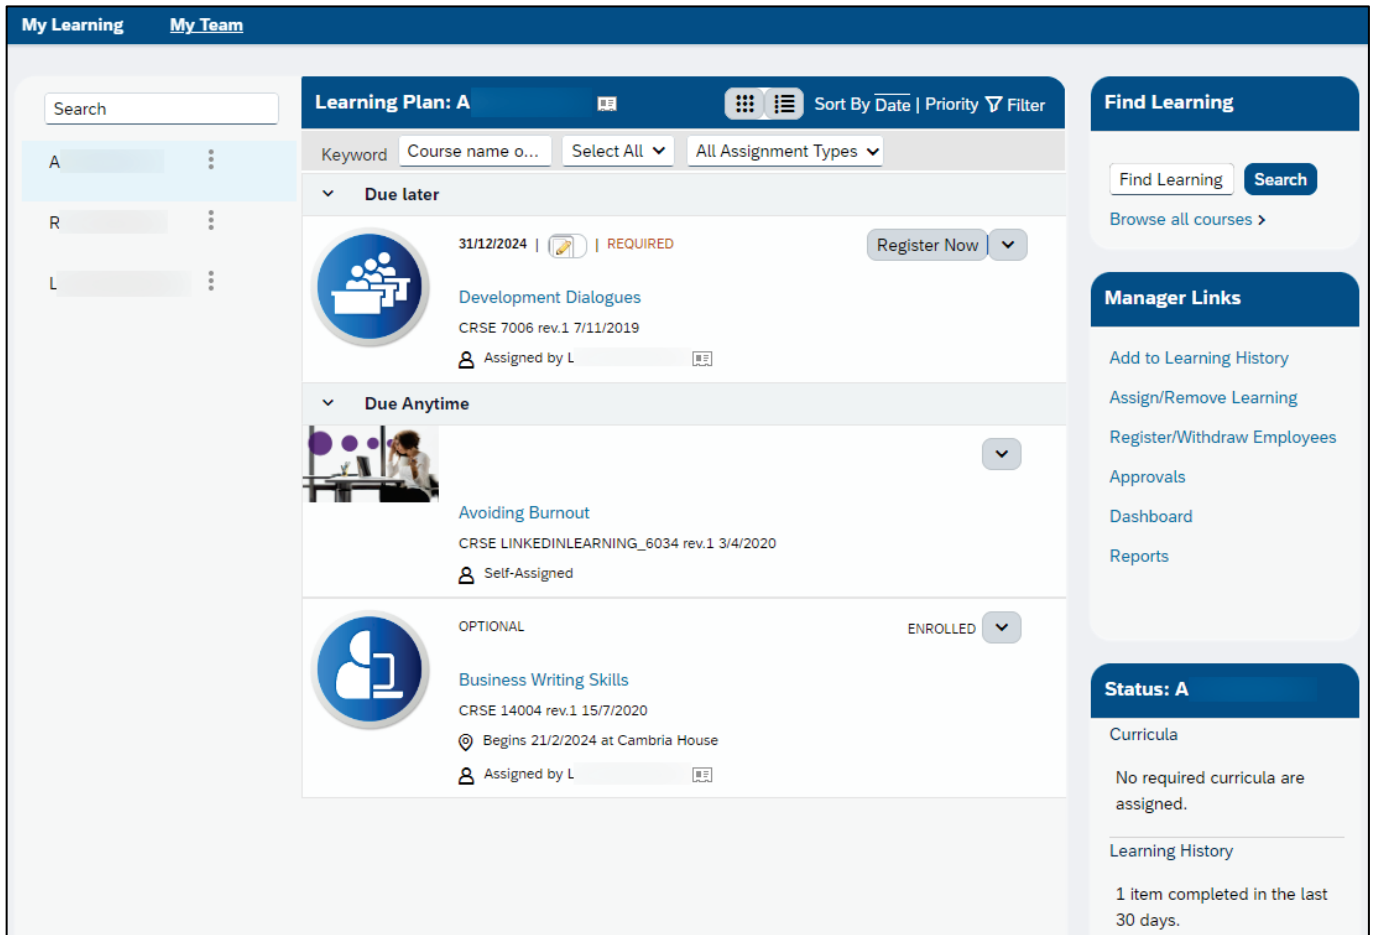 My Learning My Team
Search
A
R
L
Learning Plan: A
Sort By Date | Priority Filter
Keyword Course name o... Select All All Assignment Types
Due later
31/12/2024 | | REQUIRED
Register Now
Development Dialogues
CRSE 7006 rev.1 7/11/2019
Assigned by L
Due Anytime
Avoiding Burnout
CRSE LINKEDINLEARNING_6034 rev.1 3/4/2020
Self-Assigned
OPTIONAL
ENROLLED
Business Writing Skills
CRSE 14004 rev.1 15/7/2020
Begins 21/2/2024 at Cambria House
Assigned by L
Find Learning
Find Learning Search
Browse all courses >
Manager Links
Add to Learning History
Assign/Remove Learning
Register/Withdraw Employees
Approvals
Dashboard
Reports
Status: A
Curricula
No required curricula are
assigned.
Learning History
1 item completed in the last
30 days.